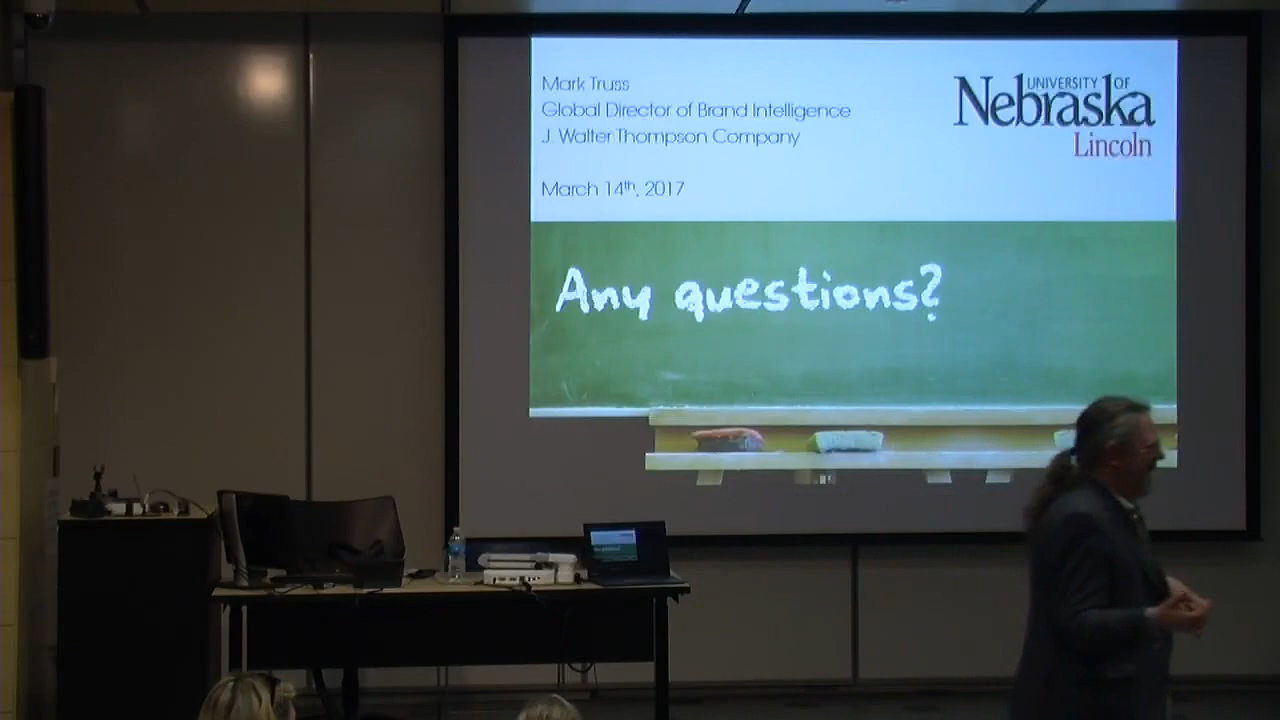 Mark Truss
Global Director of Brand Intelligence
J. Walter Thompson Company
March 14th, 2017
UNIVERSITY OF
Nebraska
Lincoln
Any questions?